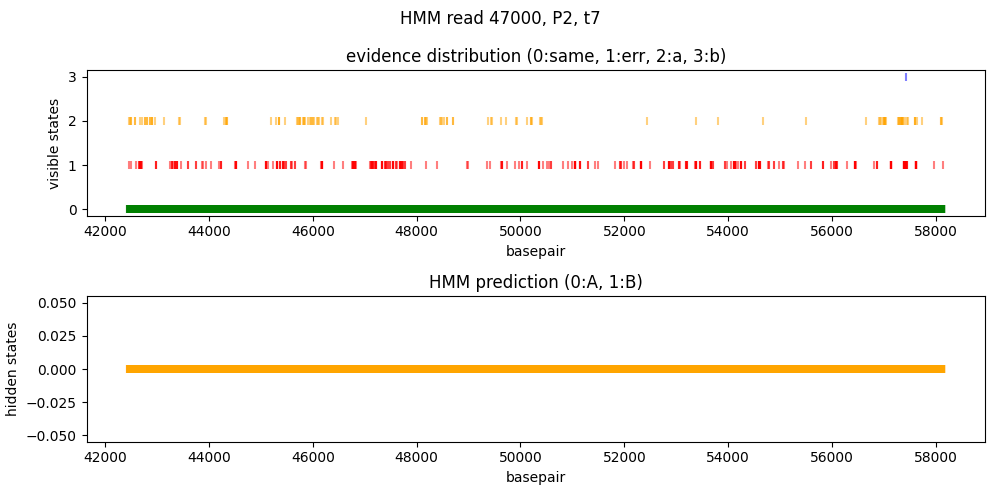 HMM read 47000, P2, t7
evidence distribution (0:same, 1:err, 2:a, 3:b)
visible states
3
2
1
0
42000 44000 46000 48000 50000 52000 54000 56000 58000
basepair
HMM prediction (0:A, 1:B)
hidden states
0.050
0.025
0.000
−0.025
−0.050
42000 44000 46000 48000 50000 52000 54000 56000 58000
basepair